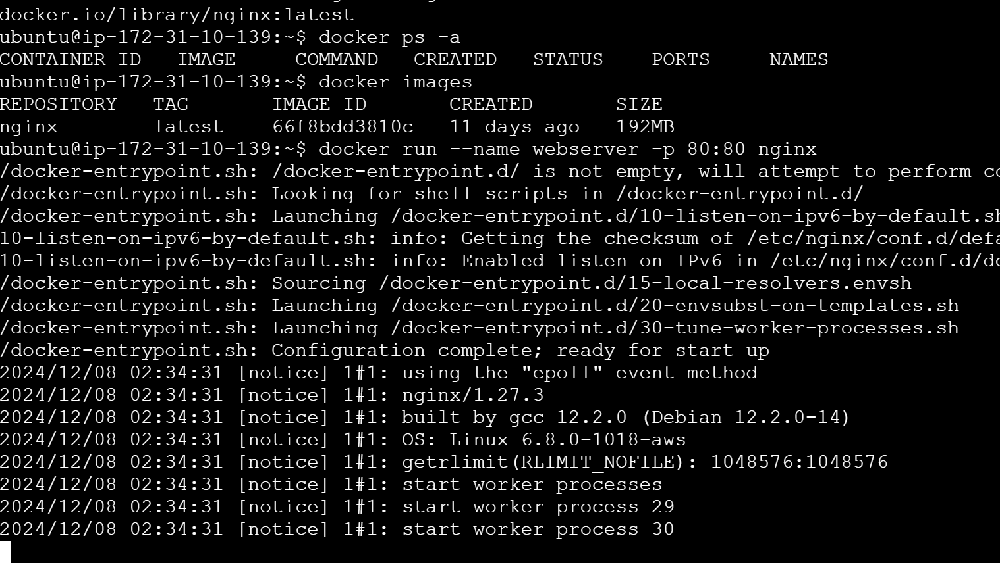 docker.io/library/nginx:latest
ubuntu@ip-172-31-10-139:~$ docker ps -a
CONTAINER ID   IMAGE     COMMAND   CREATED   STATUS    PORTS     NAMES
ubuntu@ip-172-31-10-139:~$ docker images
REPOSITORY   TAG       IMAGE ID       CREATED       SIZE
nginx        latest    66f8bdd3810c   11 days ago   192MB
ubuntu@ip-172-31-10-139:~$ docker run --name webserver -p 80:80 nginx
/docker-entrypoint.sh: /docker-entrypoint.d/ is not empty, will attempt to perform co
/docker-entrypoint.sh: Looking for shell scripts in /docker-entrypoint.d/
/docker-entrypoint.sh: Launching /docker-entrypoint.d/10-listen-on-ipv6-by-default.sh
10-listen-on-ipv6-by-default.sh: info: Getting the checksum of /etc/nginx/conf.d/defa
10-listen-on-ipv6-by-default.sh: info: Enabled listen on IPv6 in /etc/nginx/conf.d/de
/docker-entrypoint.sh: Sourcing /docker-entrypoint.d/15-local-resolvers.envsh
/docker-entrypoint.sh: Launching /docker-entrypoint.d/20-envsubst-on-templates.sh
/docker-entrypoint.sh: Launching /docker-entrypoint.d/30-tune-worker-processes.sh
/docker-entrypoint.sh: Configuration complete; ready for start up
2024/12/08 02:34:31 [notice] 1#1: using the "epoll" event method
2024/12/08 02:34:31 [notice] 1#1: nginx/1.27.3
2024/12/08 02:34:31 [notice] 1#1: built by gcc 12.2.0 (Debian 12.2.0-14)
2024/12/08 02:34:31 [notice] 1#1: OS: Linux 6.8.0-1018-aws
2024/12/08 02:34:31 [notice] 1#1: getrlimit(RLIMIT_NOFILE): 1048576:1048576
2024/12/08 02:34:31 [notice] 1#1: start worker processes
2024/12/08 02:34:31 [notice] 1#1: start worker process 29
2024/12/08 02:34:31 [notice] 1#1: start worker process 30